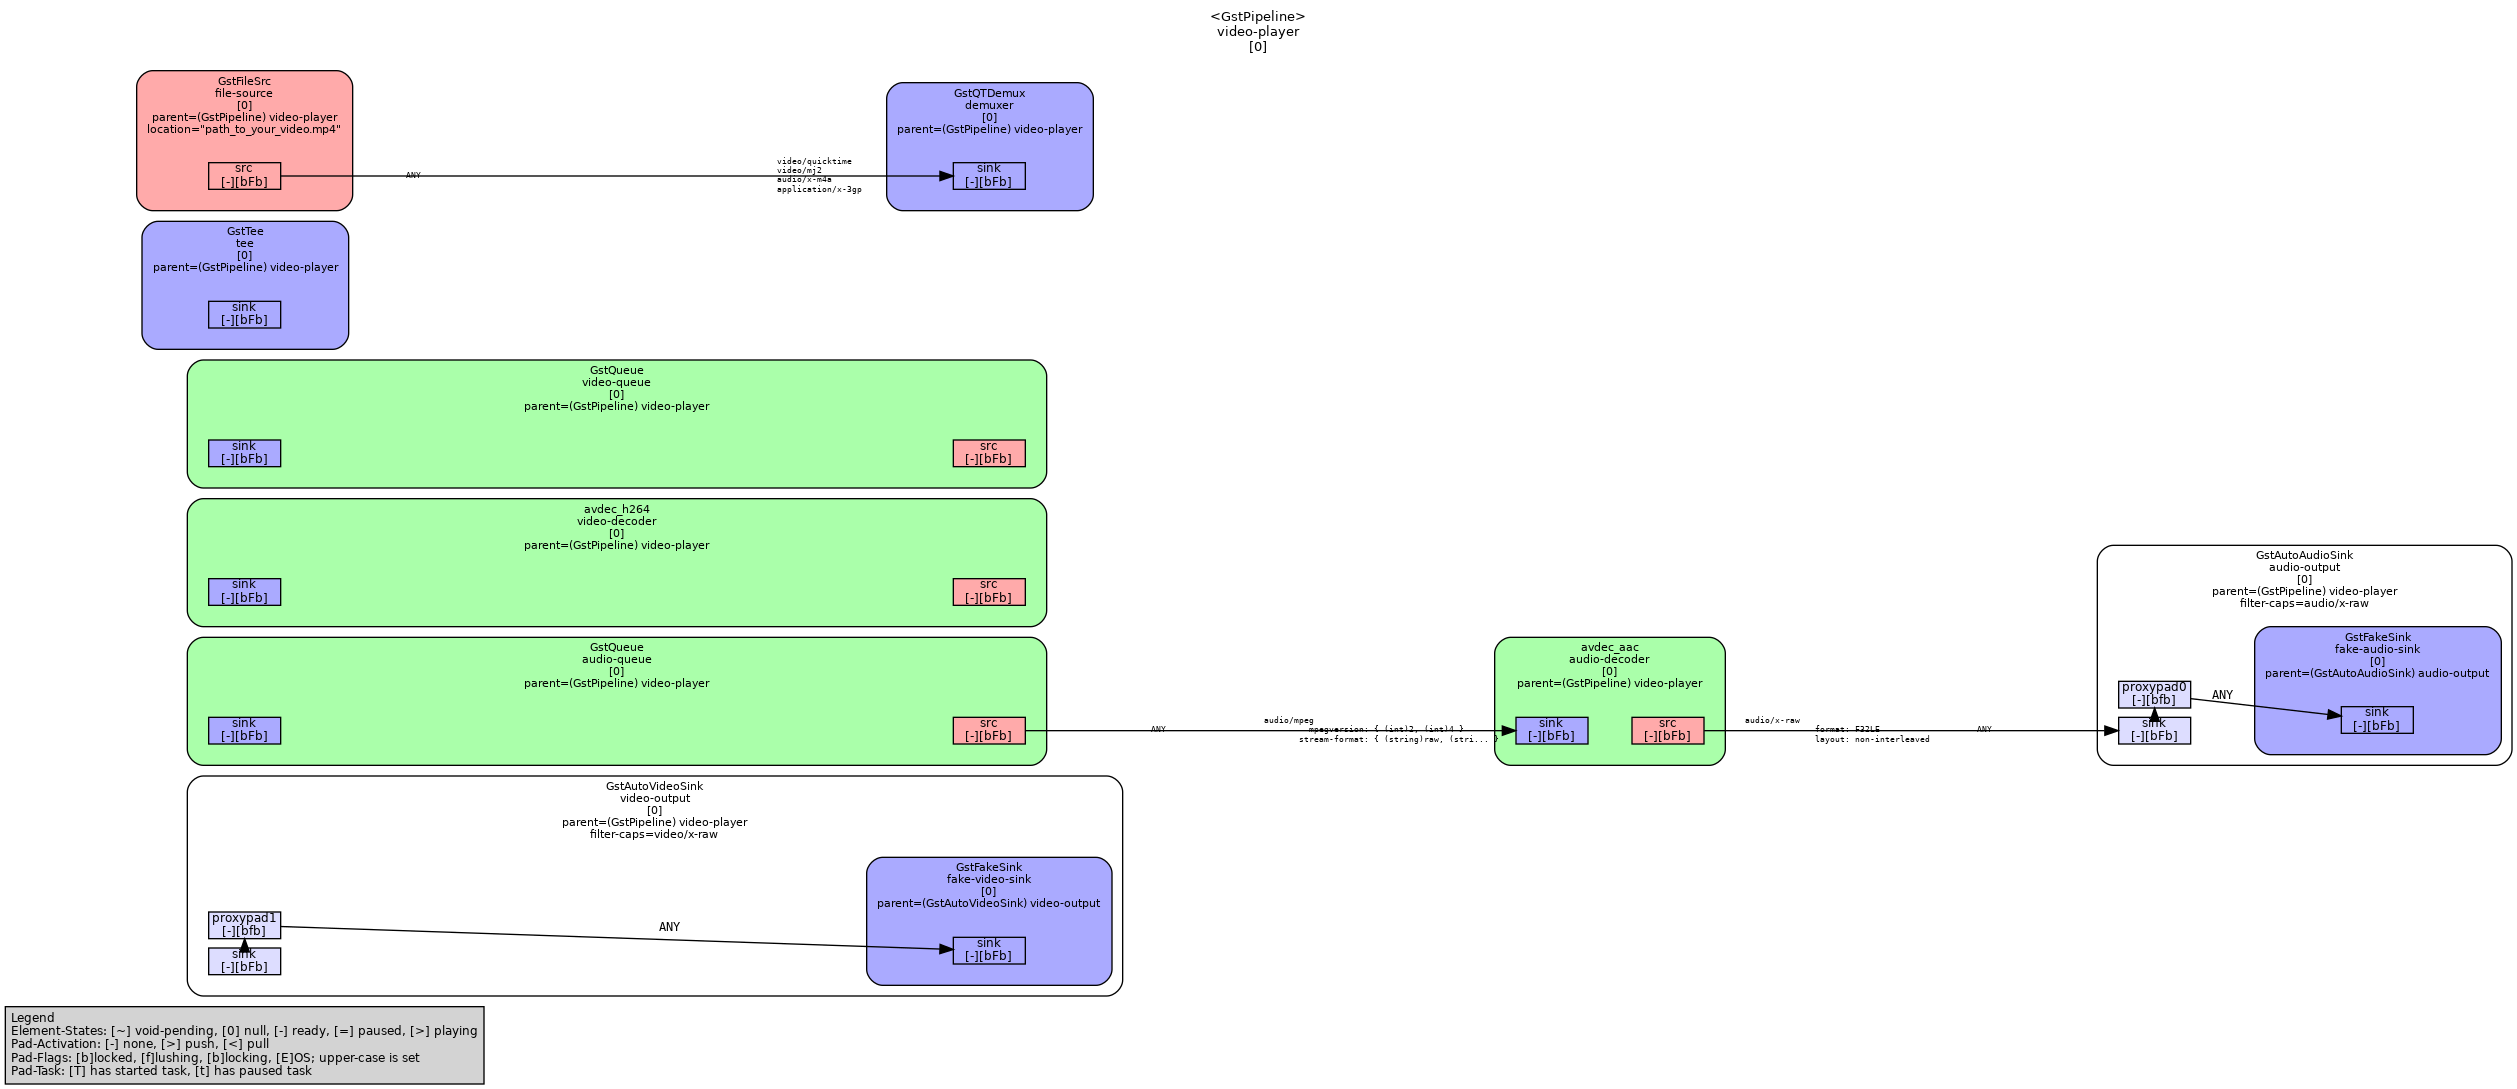 <GstPipeline>
video-player
[0]
GstFileSrc
file-source
[0]
parent=(GstPipeline) video-player
location="path_to_your_video.mp4"
src
[-][bFb]
ANY
video/quicktime
video/mj2
audio/x-m4a
application/x-3gp
GstQTDemux
demuxer
[0]
parent=(GstPipeline) video-player
sink
[-][bFb]
GstTee
tee
[0]
parent=(GstPipeline) video-player
sink
[-][bFb]
GstQueue
video-queue
[0]
parent=(GstPipeline) video-player
sink
[-][bFb]
src
[-][bFb]
avdec_h264
video-decoder
[0]
parent=(GstPipeline) video-player
sink
[-][bFb]
src
[-][bFb]
GstQueue
audio-queue
[0]
parent=(GstPipeline) video-player
sink
[-][bFb]
src
[-][bFb]
ANY
audio/mpeg
mpegversion: { (int)2, (int)4 }
stream-format: { (string)raw, (stri... }
avdec_aac
audio-decoder
[0]
parent=(GstPipeline) video-player
sink
[-][bFb]
src
[-][bFb]
audio/x-raw
format: F32LE
layout: non-interleaved
ANY
GstAutoAudioSink
audio-output
[0]
parent=(GstPipeline) video-player
filter-caps=audio/x-raw
proxypad0
[-][bfb]
sink
[-][bFb]
ANY
GstFakeSink
fake-audio-sink
[0]
parent=(GstAutoAudioSink) audio-output
sink
[-][bFb]
GstAutoVideoSink
video-output
[0]
parent=(GstPipeline) video-player
filter-caps=video/x-raw
proxypad1
[-][bfb]
sink
[-][bFb]
ANY
GstFakeSink
fake-video-sink
[0]
parent=(GstAutoVideoSink) video-output
sink
[-][bFb]
Legend
Element-States: [~] void-pending, [0] null, [-] ready, [=] paused, [>] playing
Pad-Activation: [-] none, [>] push, [<] pull
Pad-Flags: [b]locked, [f]lushing, [b]locking, [E]OS; upper-case is set
Pad-Task: [T] has started task, [t] has paused task